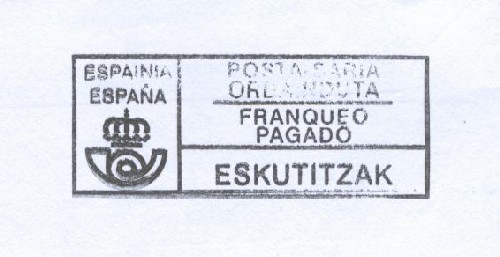 ESPAINIA
ESPAÑA
POSTA-SARIA
ORDAINDUTA
FRANQUEO
PAGADO
ESKUTITZAK